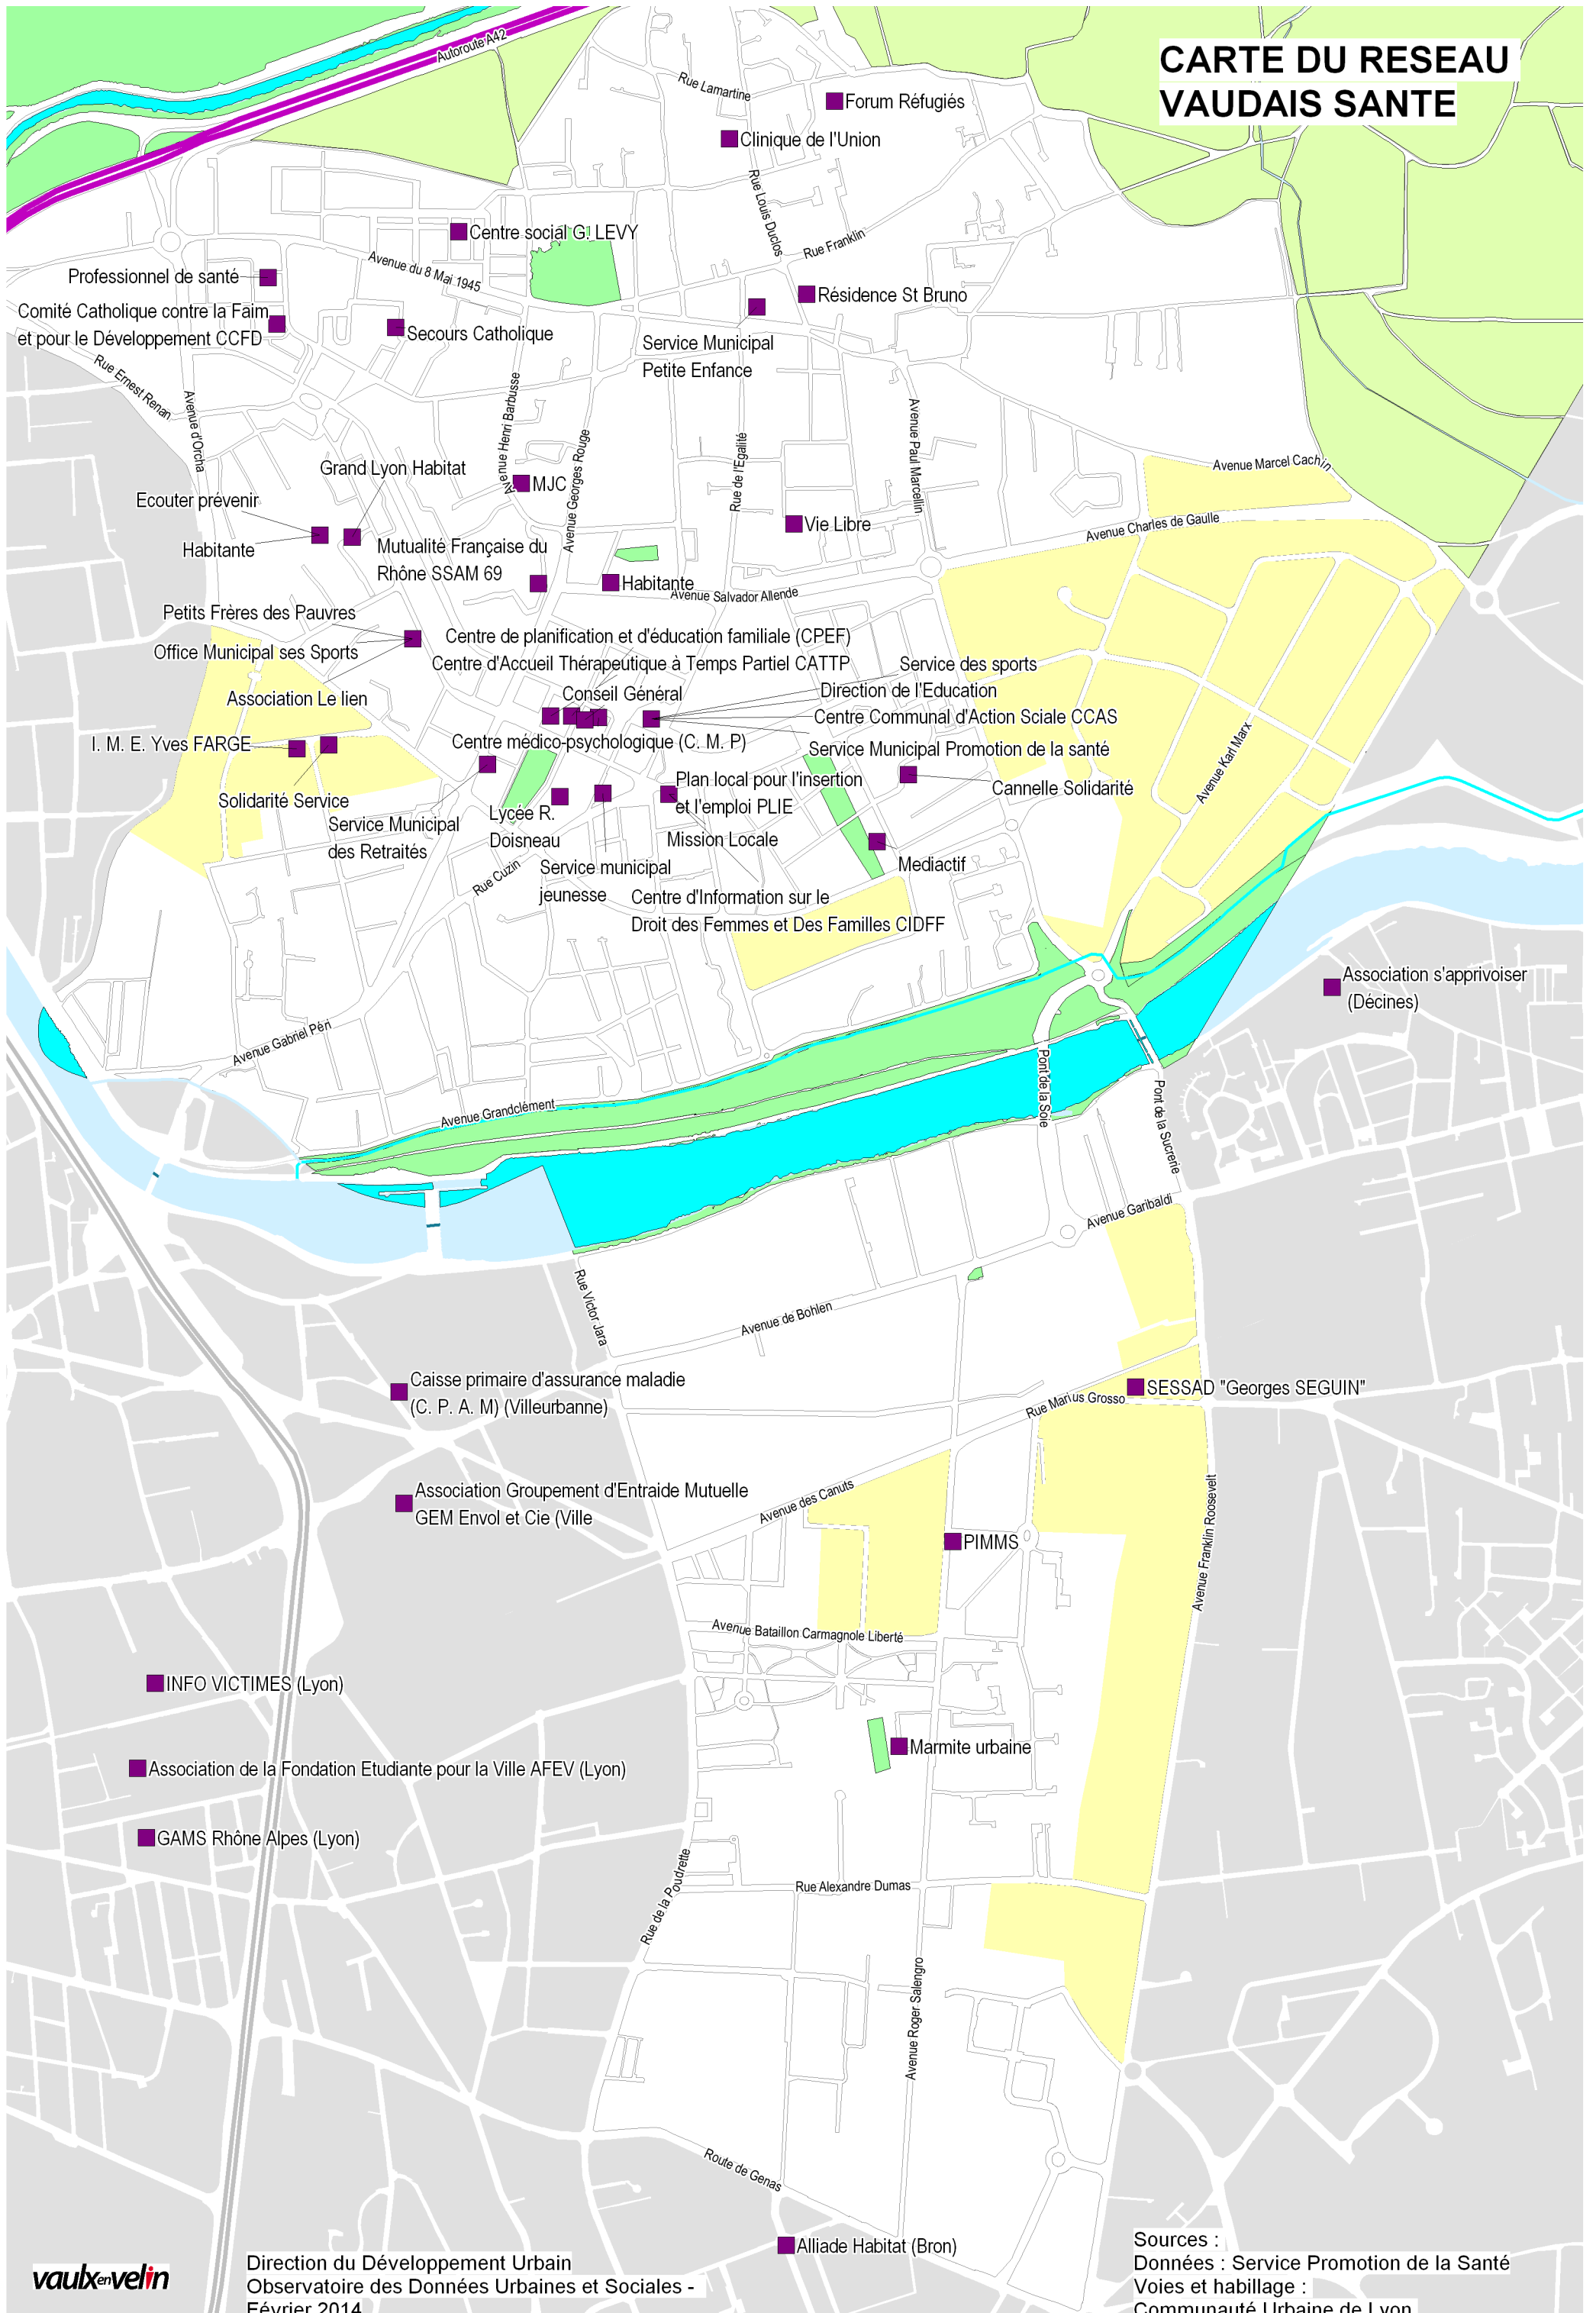 CARTE DU RESEAU
VAUDAIS SANTE
Autoroute A42
Rue Lamartine
Forum Réfugiés
Clinique de l'Union
Rue Louis Duclos
Centre social G. LEVY
Rue Franklin
Avenue du 8 Mai 1945
Professionnel de santé
Résidence St Bruno
Comité Catholique contre la Faim
et pour le Développement CCFD
Secours Catholique
Service Municipal
Petite Enfance
Rue Ernest Renan
Avenue d'Orcha
Avenue Henri Barbusse
Avenue Georges Rouge
Rue de l'Egalité
Avenue Paul Marcellin
Avenue Marcel Cachin
Grand Lyon Habitat
MJC
Ecouter prévenir
Vie Libre
Avenue Charles de Gaulle
Habitante
Mutualité Française du
Rhône SSAM 69
Habitante
Avenue Salvador Allende
Petits Frères des Pauvres
Centre de planification et d'éducation familiale (CPEF)
Office Municipal ses Sports
Centre d'Accueil Thérapeutique à Temps Partiel CATTP
Service des sports
Association Le lien
Conseil Général
Direction de l'Education
Centre Communal d'Action Sciale CCAS
I. M. E. Yves FARGE
Centre médico-psychologique (C. M. P)
Service Municipal Promotion de la santé
Avenue Karl Marx
Plan local pour l'insertion
et l'emploi PLIE
Cannelle Solidarité
Solidarité Service
Service Municipal
des Retraités
Lycée R.
Doisneau
Mission Locale
Rue Cuzin
Service municipal
jeunesse
Mediactif
Centre d'Information sur le
Droit des Femmes et Des Familles CIDFF
Association s'apprivoiser
(Décines)
Avenue Gabriel Péri
Avenue Grandclément
Pont de la Soie
Pont de la Sucrerie
Avenue Garibaldi
Rue Victor Jara
Avenue de Bohlen
Caisse primaire d'assurance maladie
(C. P. A. M) (Villeurbanne)
SESSAD "Georges SEGUIN"
Rue Marius Grosso
Association Groupement d'Entraide Mutuelle
GEM Envol et Cie (Ville
Avenue des Canuts
Avenue Franklin Roosevelt
PIMMS
Avenue Bataillon Carmagnole Liberté
INFO VICTIMES (Lyon)
Marmite urbaine
Association de la Fondation Etudiante pour la Ville AFEV (Lyon)
GAMS Rhône Alpes (Lyon)
Rue de la Poudrette
Rue Alexandre Dumas
Avenue Roger Salengro
Route de Genas
Alliade Habitat (Bron)
vaulx en velin
Direction du Développement Urbain
Observatoire des Données Urbaines et Sociales -
Février 2014
Sources :
Données : Service Promotion de la Santé
Voies et habillage :
Communauté Urbaine de Lyon